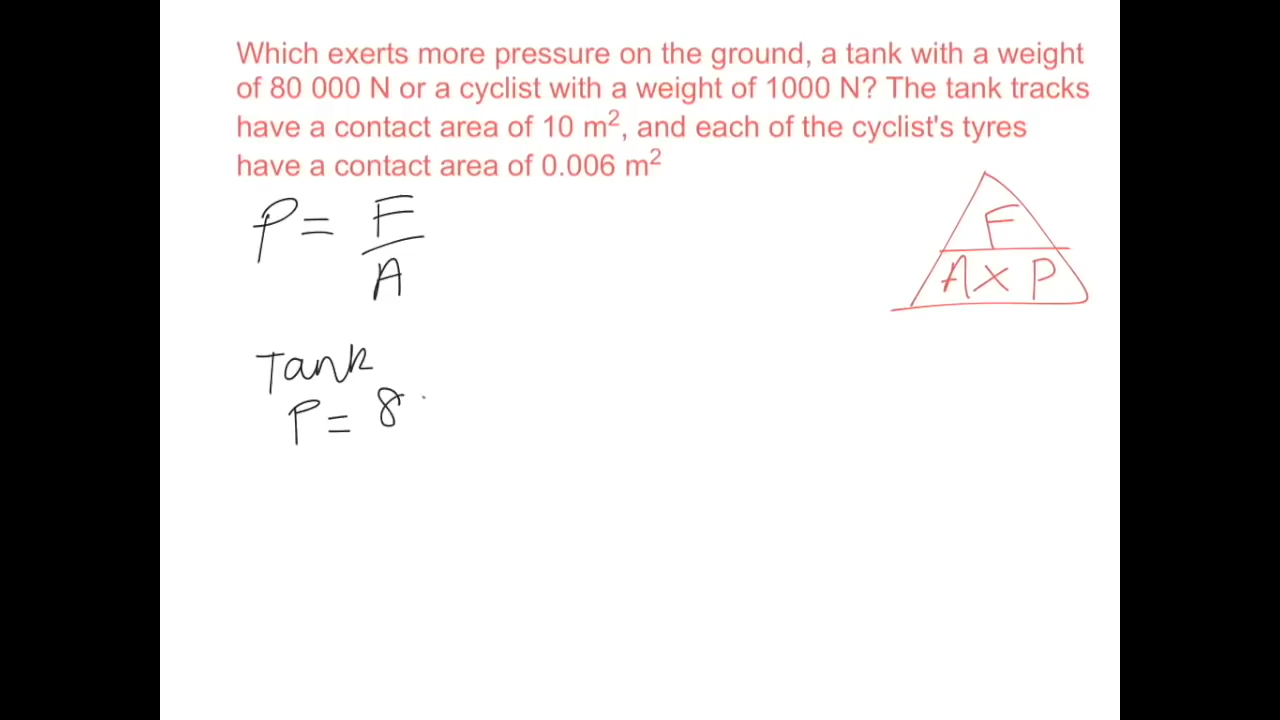 Which exerts more pressure on the ground, a tank with a weight
of 80 000 N or a cyclist with a weight of 1000 N? The tank tracks
have a contact area of 10 m², and each of the cyclist's tyres
have a contact area of 0.006 m²
P = F
A
F
A X P
Tank
P = 8